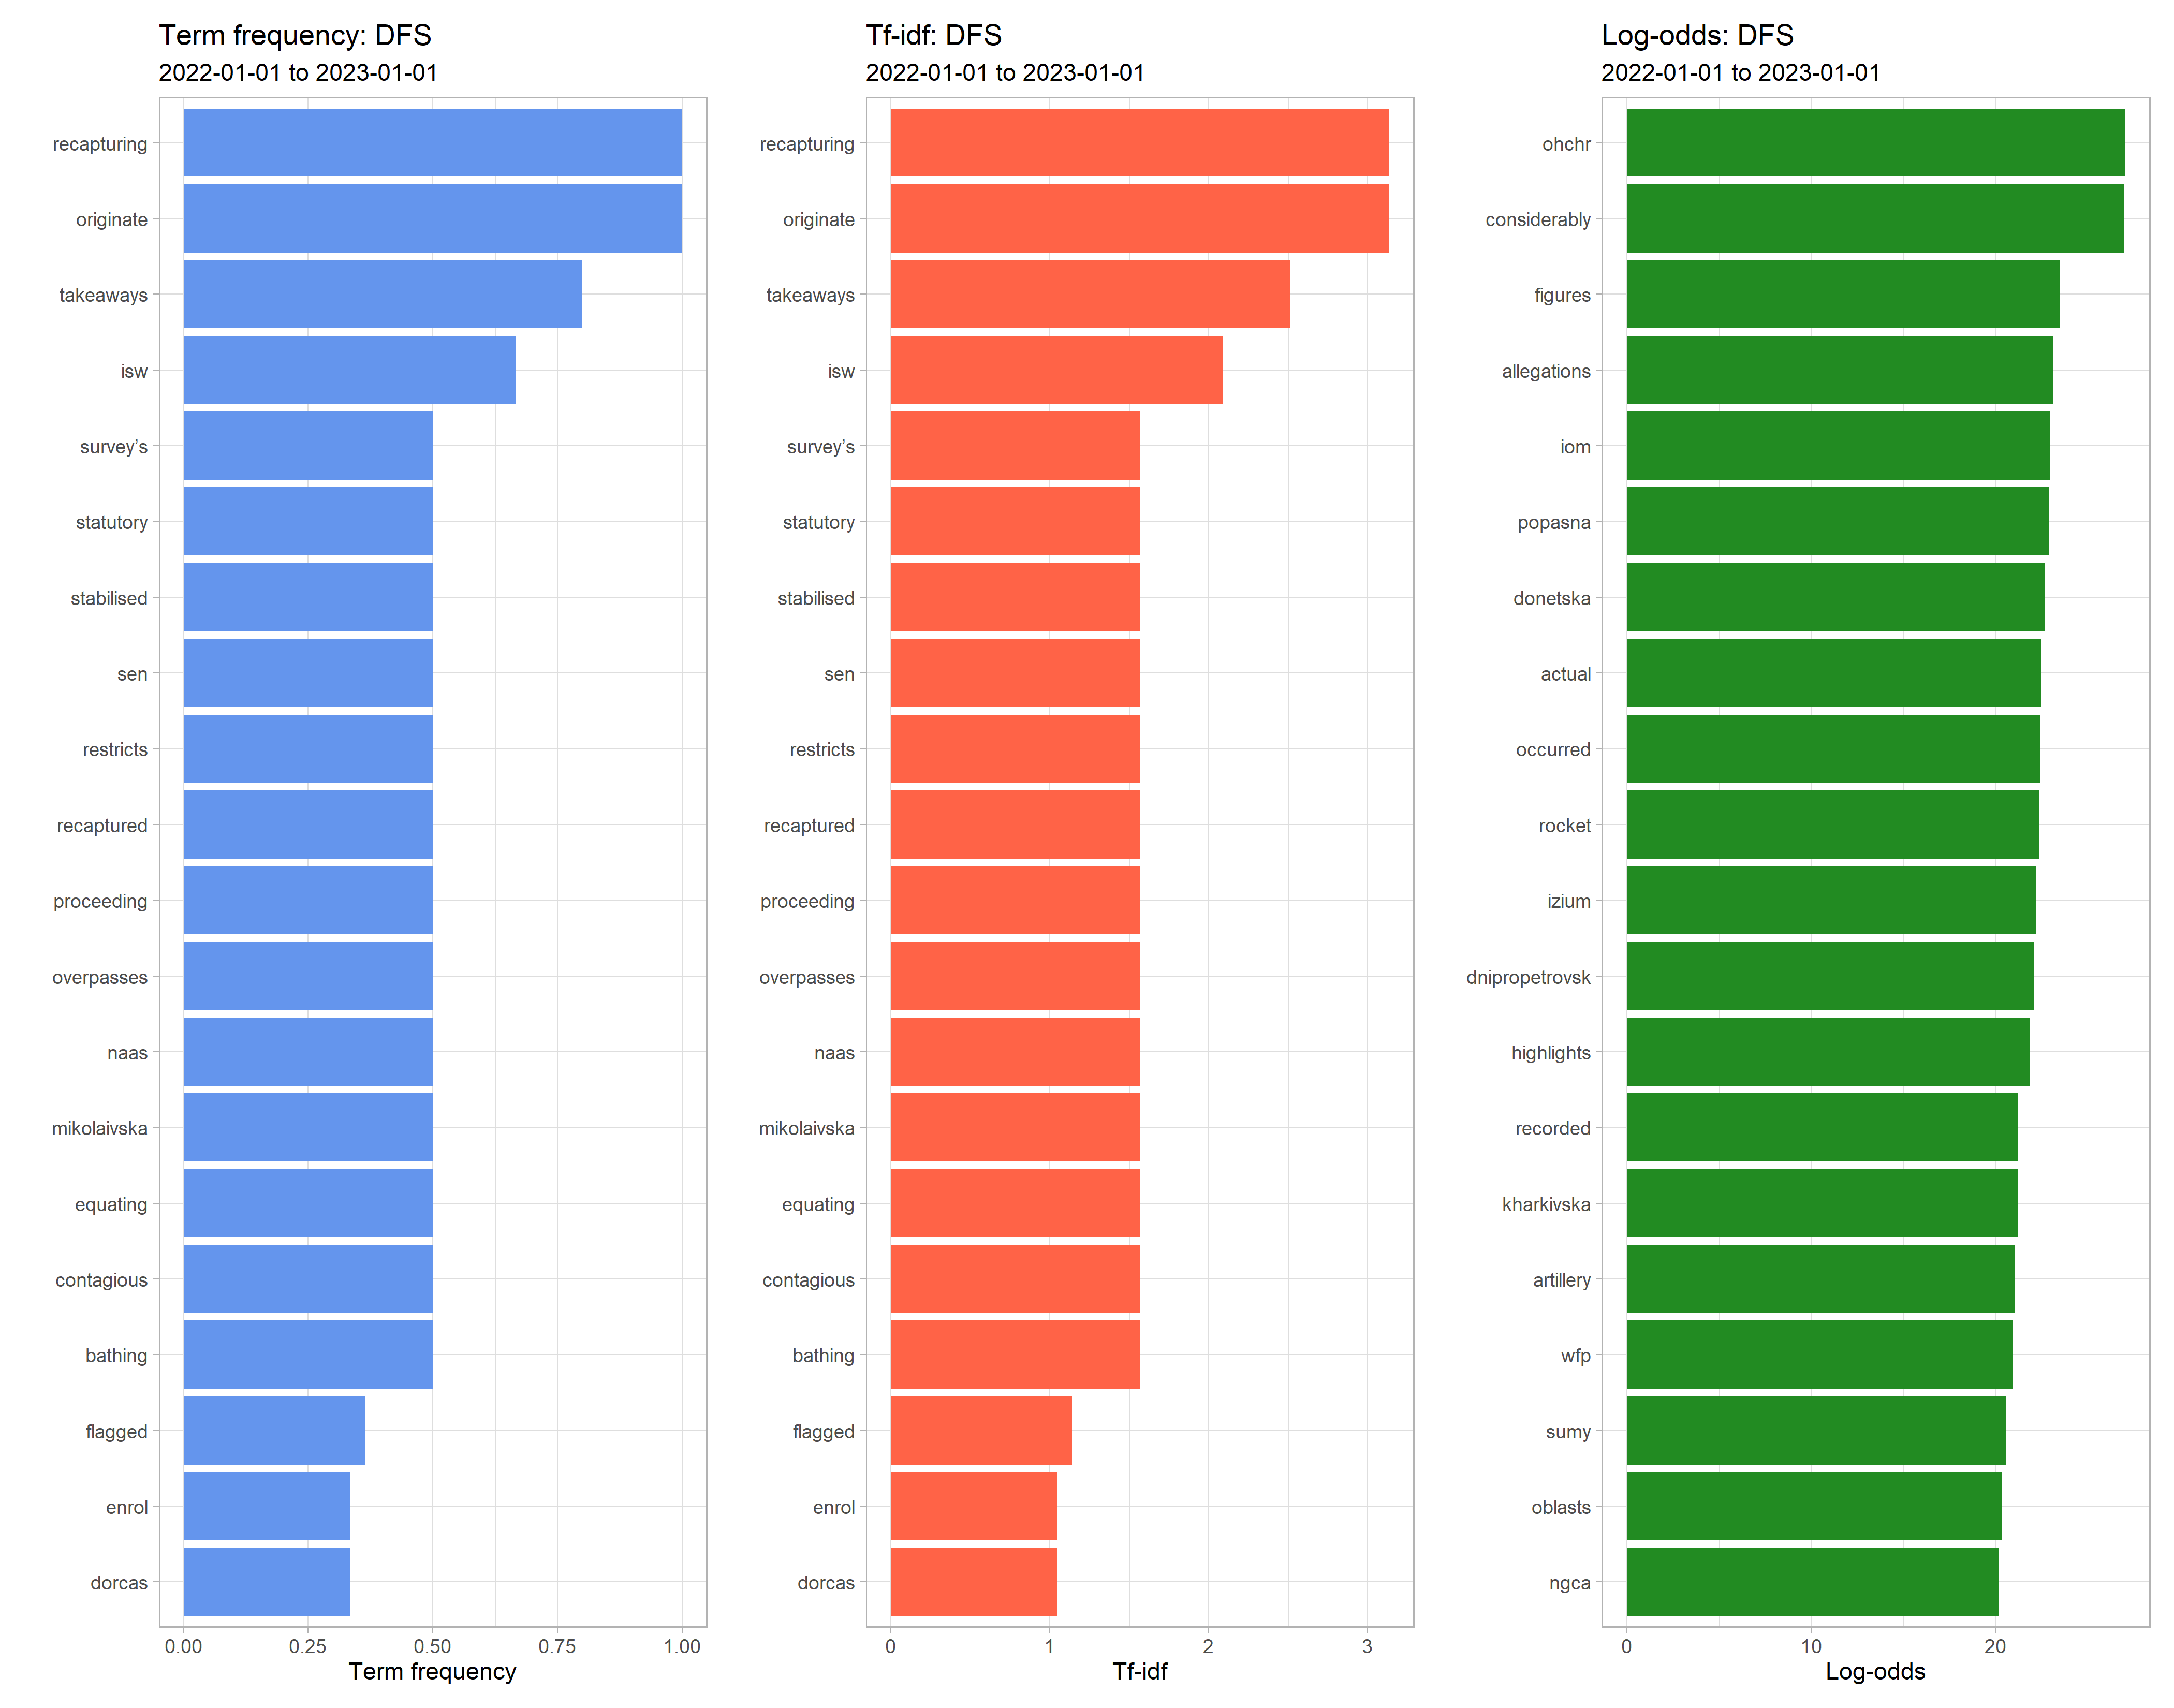 Term frequency: DFS
2022-01-01 to 2023-01-01
recapturing
originate
takeaways
isw
survey’s
statutory
stabilised
sen
restricts
recaptured
proceeding
overpasses
naas
mikolaivska
equating
contagious
bathing
flagged
enrol
dorcas
0.00 0.25 0.50 0.75 1.00
Term frequency
Tf-idf: DFS
2022-01-01 to 2023-01-01
recapturing
originate
takeaways
isw
survey’s
statutory
stabilised
sen
restricts
recaptured
proceeding
overpasses
naas
mikolaivska
equating
contagious
bathing
flagged
enrol
dorcas
0 1 2 3
Tf-idf
Log-odds: DFS
2022-01-01 to 2023-01-01
ohchr
considerably
figures
allegations
iom
popasna
donetska
actual
occurred
rocket
izium
dnipropetrovsk
highlights
recorded
kharkivska
artillery
wfp
sumy
oblasts
ngca
0 10 20
Log-odds